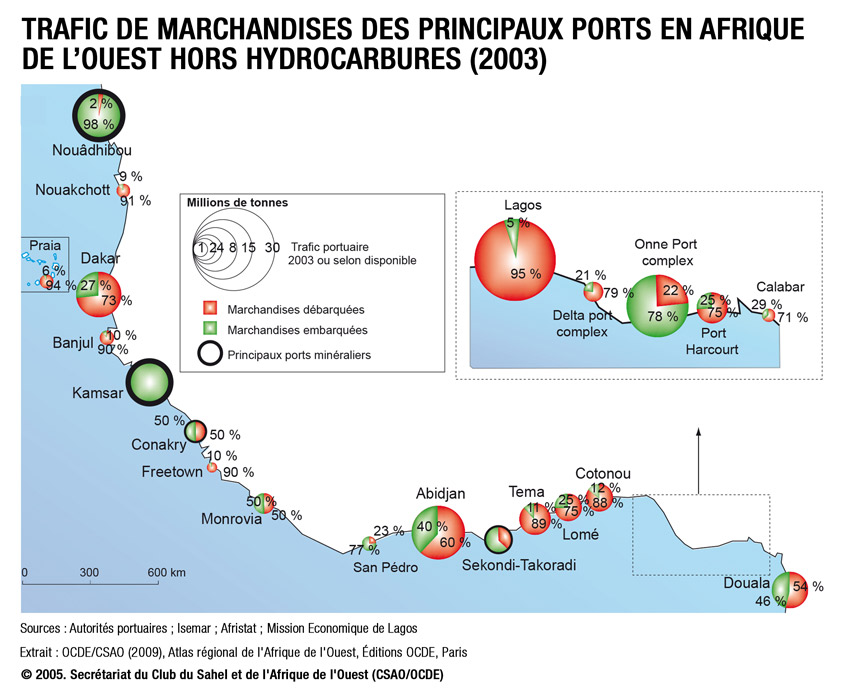 TRAFIC DE MARCHANDISES DES PRINCIPAUX PORTS EN AFRIQUE
DE L’OUEST HORS HYDROCARBURES (2003)
2 %
98 %
Nouâdhibou
9 %
Nouakchott
91 %
Praia
6 %
94 %
Dakar
27 %
73 %
10 %
Banjul
90 %
Kamsar
50 %
50 %
Conakry
10 %
Freetown
90 %
50 %
Monrovia
50 %
Millions de tonnes
1 2 4 8 15 30
Trafic portuaire
2003 ou selon disponible
Marchandises débarquées
Marchandises embarquées
Principaux ports minéraliers
Lagos
5 %
95 %
21 %
79 %
Delta port
complex
Onne Port
complex
22 %
78 %
25 %
75 %
Port
Harcourt
Calabar
29 %
71 %
23 %
77 %
San Pédro
Abidjan
40 %
60 %
Sekondi-Takoradi
Tema
11 %
89 %
25 %
75 %
Lomé
Cotonou
12 %
88 %
Douala
54 %
46 %
0 300 600 km
Sources : Autorités portuaires ; Isemar ; Afristat ; Mission Economique de Lagos
Extrait : OCDE/CSAO (2009), Atlas régional de l'Afrique de l'Ouest, Éditions OCDE, Paris
© 2005. Secrétariat du Club du Sahel et de l'Afrique de l'Ouest (CSAO/OCDE)